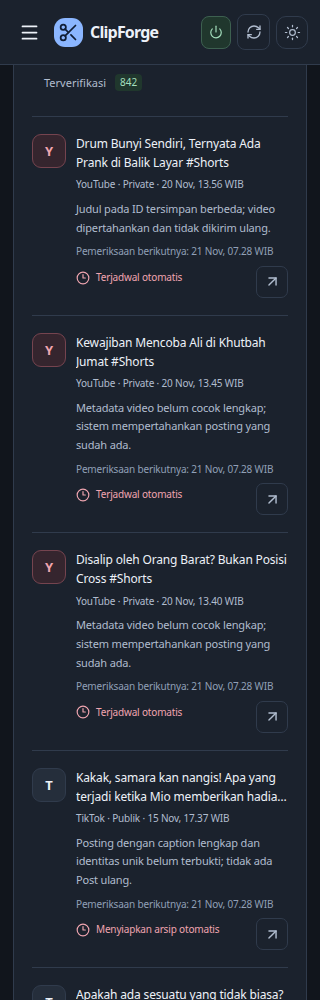 ClipForge
Terverifikasi 842
Y
Drum Bunyi Sendiri, Ternyata Ada
Prank di Balik Layar #Shorts
YouTube · Private · 20 Nov, 13.56 WIB
Judul pada ID tersimpan berbeda; video
dipertahankan dan tidak dikirim ulang.
Pemeriksaan berikutnya: 21 Nov, 07.28 WIB
Terjadwal otomatis
Y
Kewajiban Mencoba Ali di Khutbah
Jumat #Shorts
YouTube · Private · 20 Nov, 13.45 WIB
Metadata video belum cocok lengkap;
sistem mempertahankan posting yang
sudah ada.
Pemeriksaan berikutnya: 21 Nov, 07.28 WIB
Terjadwal otomatis
Y
Disalip oleh Orang Barat? Bukan Posisi
Cross #Shorts
YouTube · Private · 20 Nov, 13.40 WIB
Metadata video belum cocok lengkap;
sistem mempertahankan posting yang
sudah ada.
Pemeriksaan berikutnya: 21 Nov, 07.28 WIB
Terjadwal otomatis
T
Kakak, samara kan nangis! Apa yang
terjadi ketika Mio memberikan hadia...
TikTok · Publik · 15 Nov, 17.37 WIB
Posting dengan caption lengkap dan
identitas unik belum terbukti; tidak ada
Post ulang.
Pemeriksaan berikutnya: 21 Nov, 07.28 WIB
Menyiapkan arsip otomatis
T
Apakah ada sesuatu yang tidak biasa?